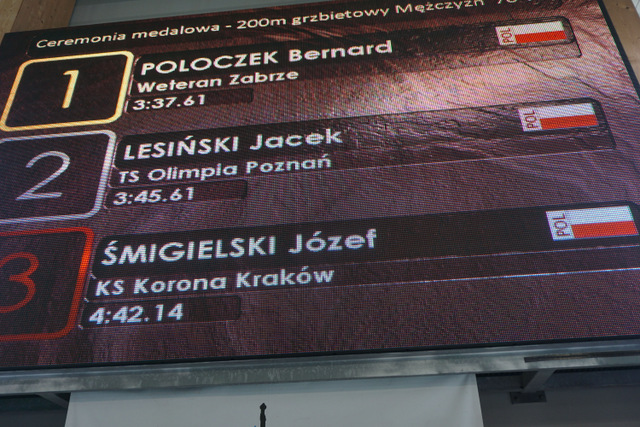 Ceremonia medalowa - 200m grzbietowy Mężczyzn
1
POLOCZEK Bernard
POL
Weteran Zabrze
3:37.61
2
LESIŃSKI Jacek
POL
TS Olimpia Poznań
3:45.61
3
ŚMIGIELSKI Józef
POL
KS Korona Kraków
4:42.14